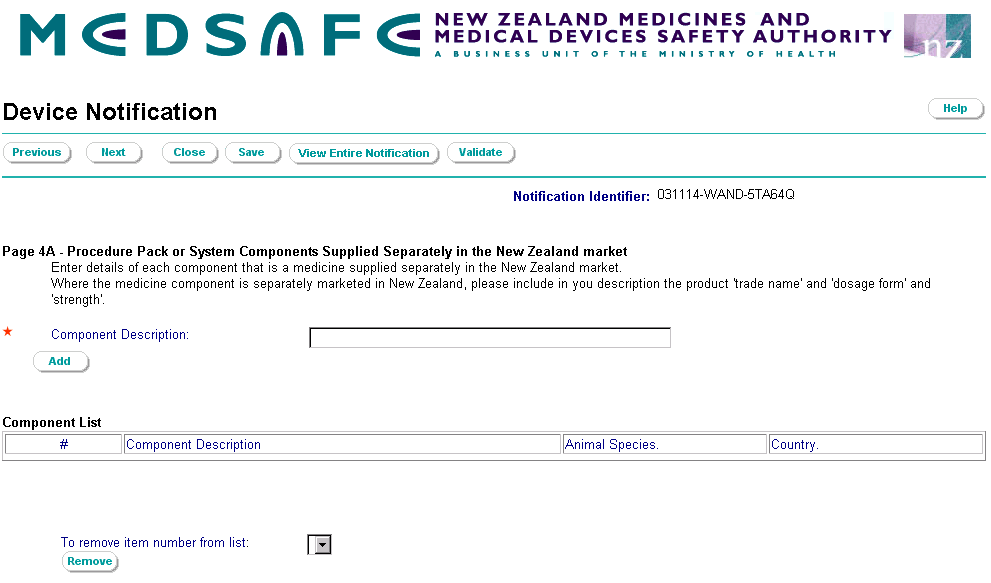 MEDSAFE
NEW ZEALAND MEDICINES AND
MEDICAL DEVICES SAFETY AUTHORITY
A BUSINESS UNIT OF THE MINISTRY OF HEALTH
nz
Device Notification
Help
Previous Next Close Save View Entire Notification Validate
Notification Identifier: 031114-WAND-5TA64Q
Page 4A - Procedure Pack or System Components Supplied Separately in the New Zealand market
Enter details of each component that is a medicine supplied separately in the New Zealand market.
Where the medicine component is separately marketed in New Zealand, please include in you description the product 'trade name' and 'dosage form' and
'strength'.
Component Description:
Add
Component List
# Component Description Animal Species. Country.
To remove item number from list:
Remove